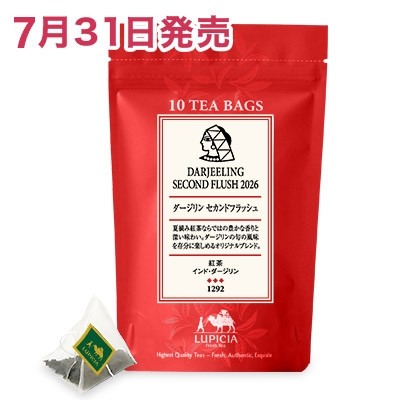 7月31日発売
10 TEA BAGS
DARJEELING
SECOND FLUSH 2026
ダージリン セカンドフラッシュ
夏摘み紅茶ならではの豊かな香りと
深い味わい。ダージリンの旬の風味
を存分に楽しめるオリジナルブレンド。
紅茶
インド・ダージリン
1292
LUPICIA
Fresh Tea
Highest Quality Teas – Fresh, Authentic, Exquisite